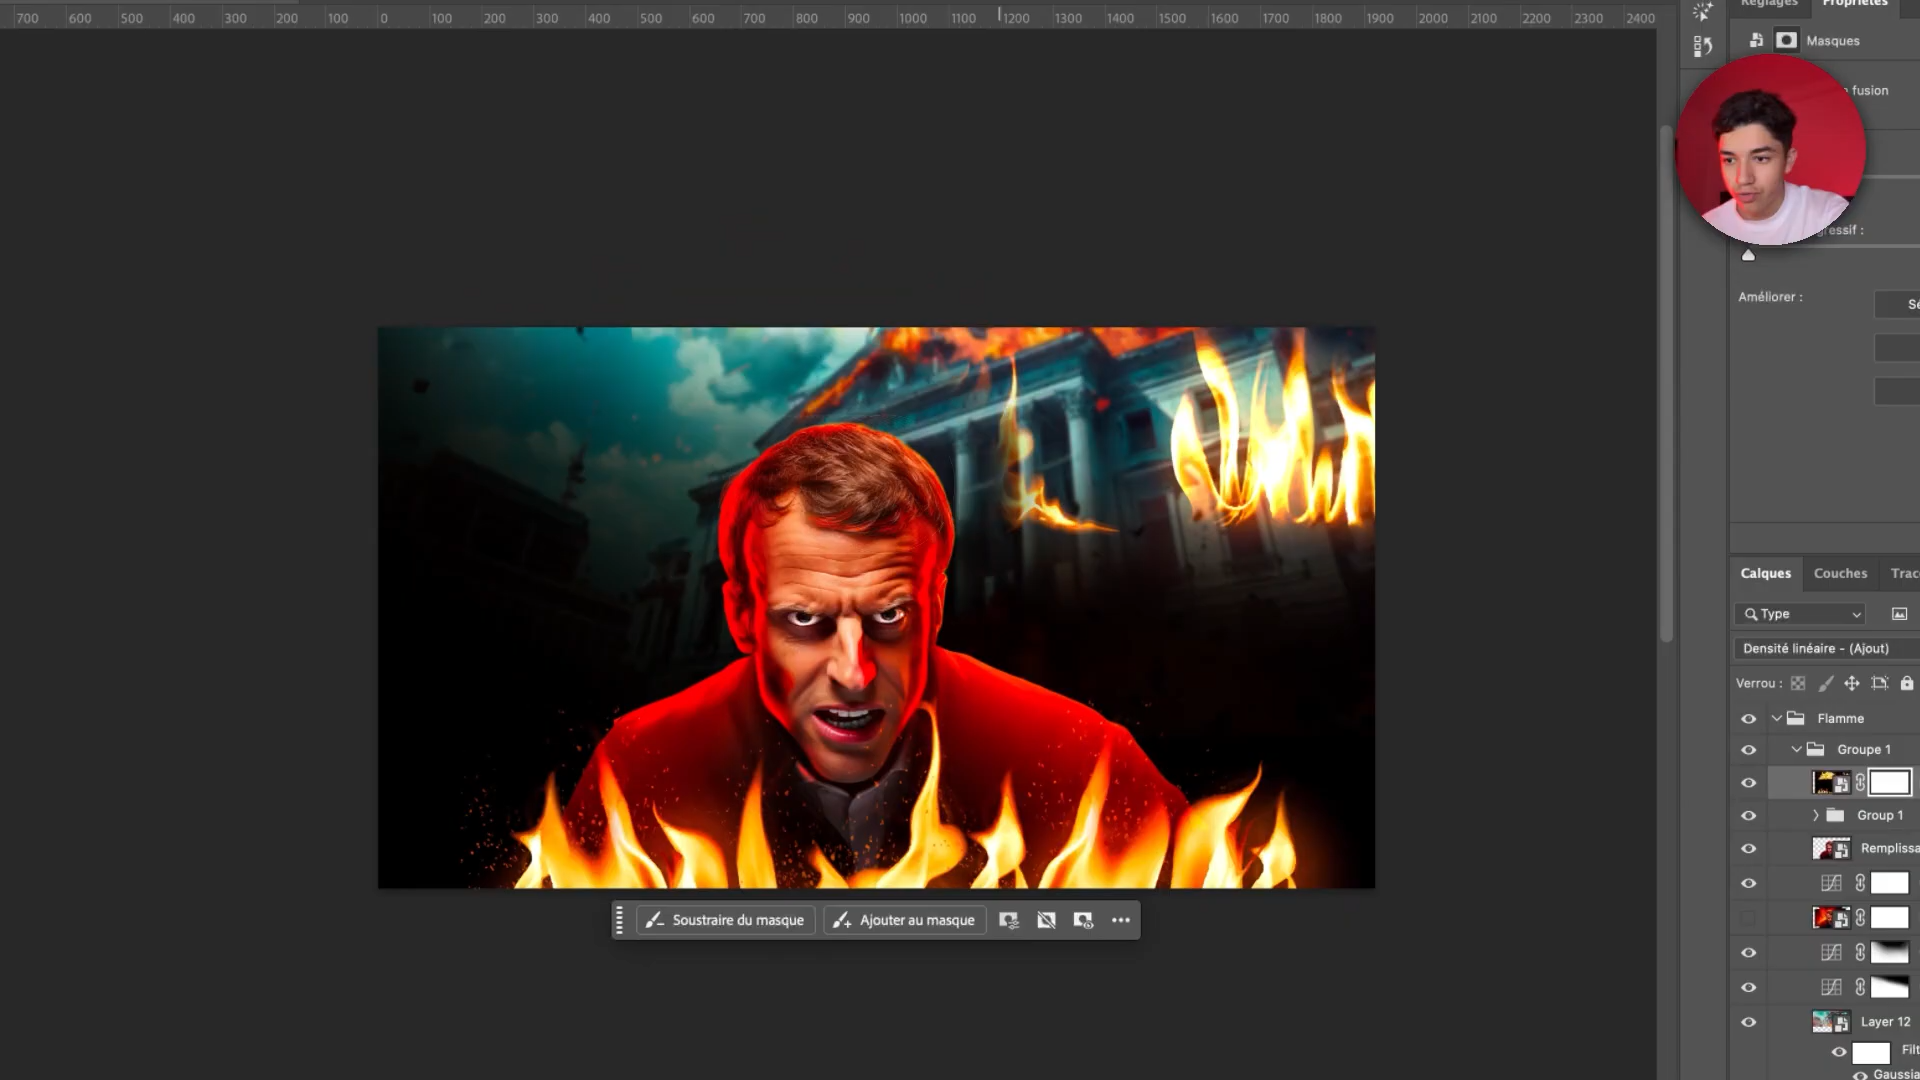 700 600 500 400 300 200 100 0 100 200 300 400 500 600 700 800 900 1000 1100 1200 1300 1400 1500 1600 1700 1800 1900 2000 2100 2200 2300 2400
Réglages Propriétés
Masques
fusion
gressif :
Améliorer :
Sé
Calques Couches Trac
Type
Densité linéaire - (Ajout)
Verrou :
Flamme
Groupe 1
Group 1
Remplissa
Layer 12
Filt
Gaussia
Soustraire du masque Ajouter au masque